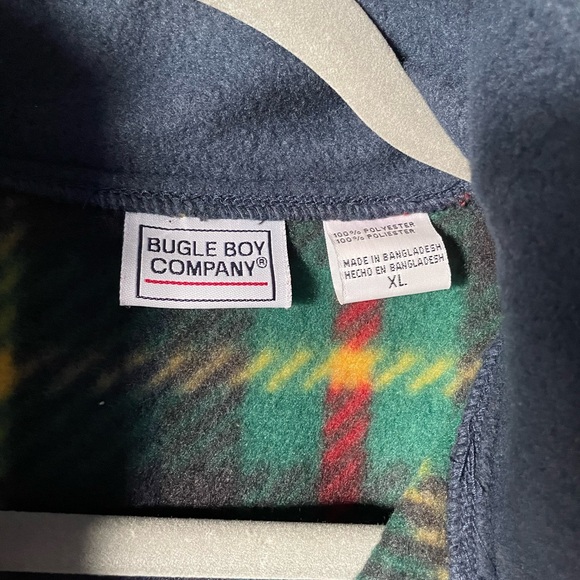 BUGLE BOY
COMPANY®
100% POLYESTER
100% POLIESTER
MADE IN BANGLADESH
HECHO EN BANGLADESH
XL